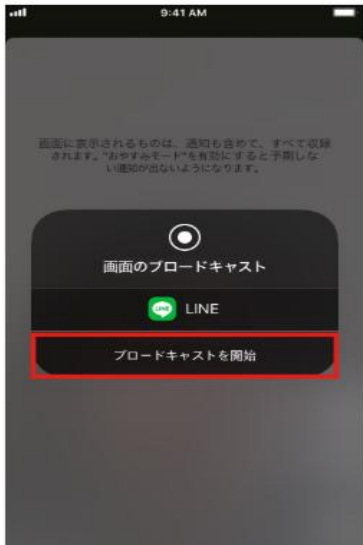 9:41 AM
画面に表示されるものは、通知も含めて、すべて収録
されます。"おやすみモード"を有効にすると予期しな
い通知が出ないようになります。
画面のブロードキャスト
LINE
LINE
ブロードキャストを開始